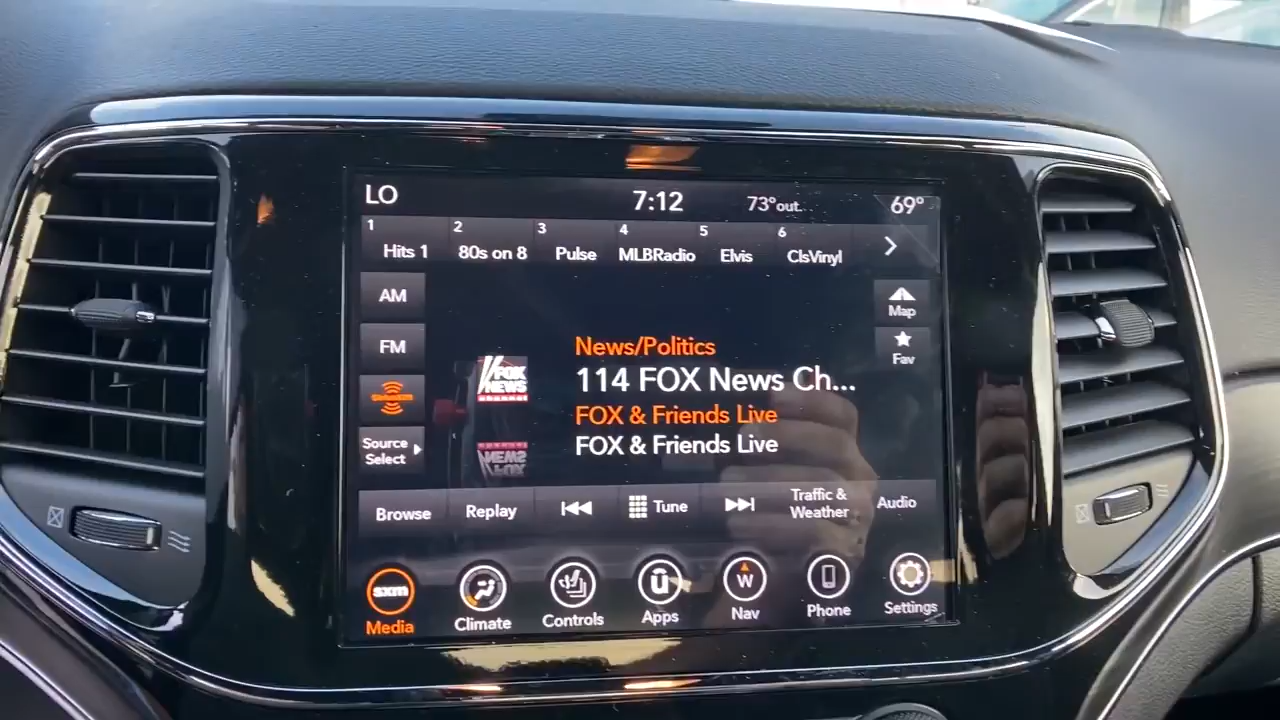 LO 7:12 73°out. 69°
1 2 3 4 5 6
Hits 1 80s on 8 Pulse MLBRadio Elvis ClsVinyl
AM
Map
FM
Fav
FOX
NEWS
channel
News/Politics
114 FOX News Ch...
FOX & Friends Live
FOX & Friends Live
SiriusXM
Source
Select
Browse Replay Tune Traffic &
Weather Audio
sxm
Media
Climate
Controls
ū
Apps
W
Nav
Phone
Settings